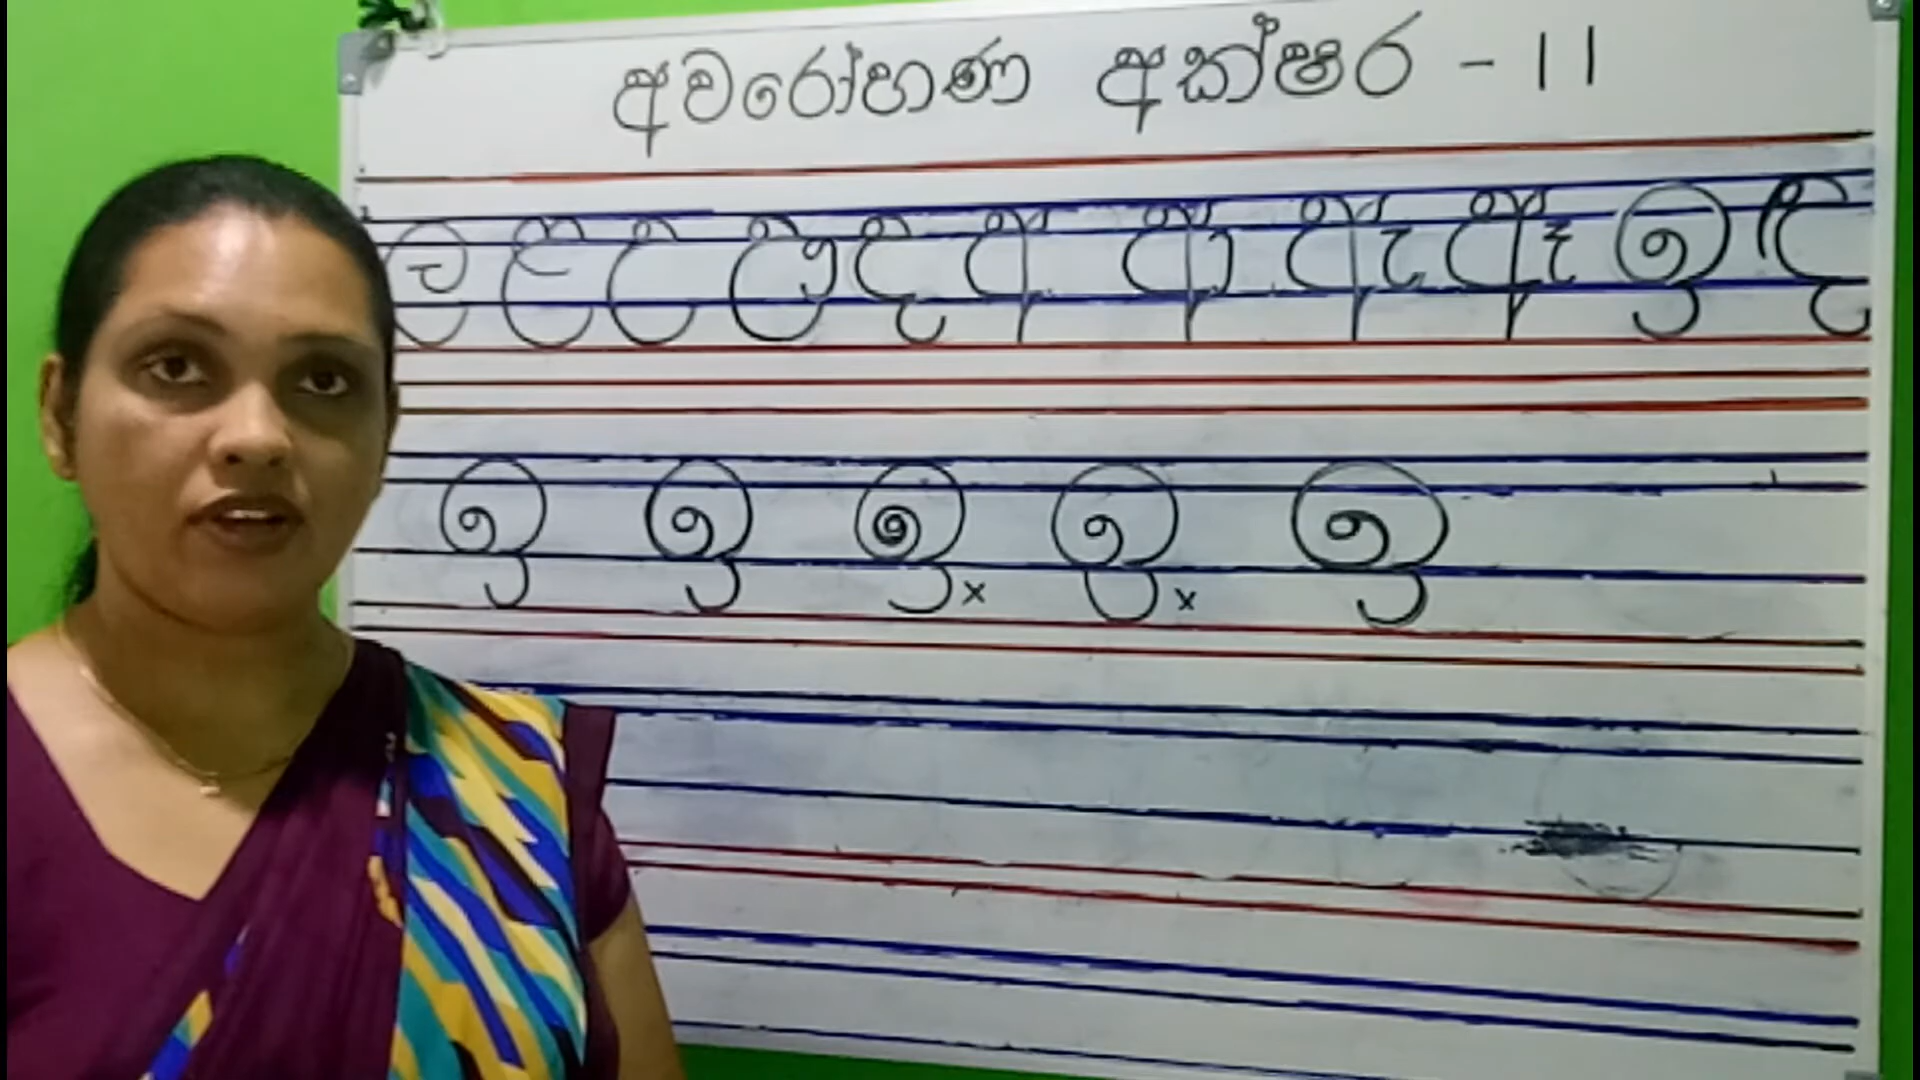 අවරෝහණ අක්ෂර - 11
ළ උ ඌ ද අ ආ ඇ ඈ ඉ ඳ
ඉ ඉ ඉ x ඉ x ඉ